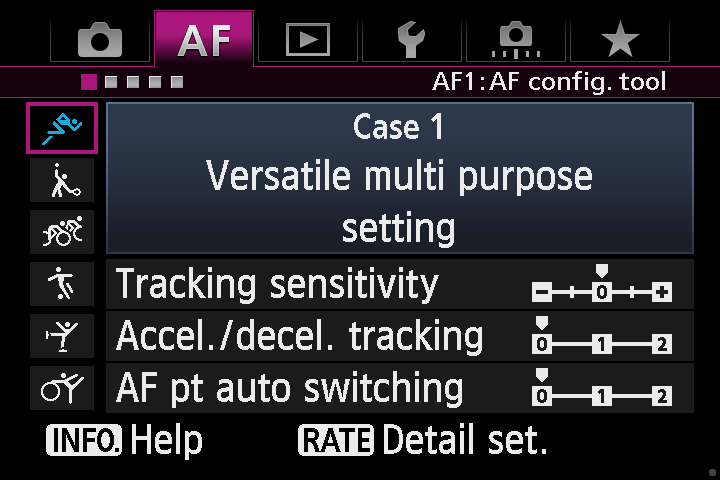 AF
AF1:AF config. tool
Case 1
Versatile multi purpose
setting
Tracking sensitivity
- 0 +
Accel./decel. tracking
0 1 2
AF pt auto switching
0 1 2
INFO. Help RATE Detail set.